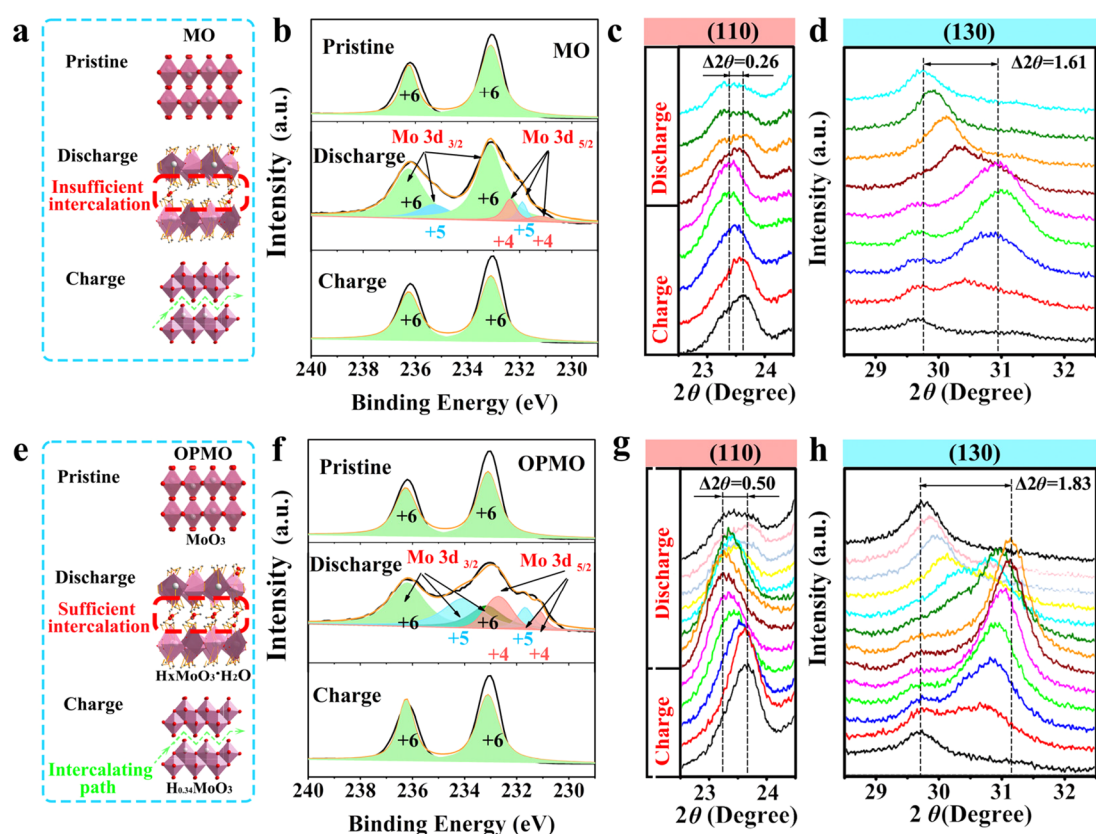 a
MO
Pristine
Discharge
Insufficient
intercalation
Charge
b
Pristine
MO
+6
+6
Mo 3d 3/2
Mo 3d 5/2
Discharge
+6
+6
+5
+5
+4
+4
Charge
+6
+6
Intensity (a.u.)
240 238 236 234 232 230
Binding Energy (eV)
c
(110)
Δ2θ=0.26
Discharge
Charge
23 24
2θ (Degree)
d
(130)
Δ2θ=1.61
Intensity (a.u.)
29 30 31 32
2θ (Degree)
e
OPMO
Pristine
MoO₃
Discharge
Sufficient
intercalation
HxMoO₃·H₂O
Charge
Intercalating
path
H₀.₃₄MoO₃
f
Pristine
OPMO
+6
+6
Discharge
Mo 3d 3/2
Mo 3d 5/2
+6
+6
+5
+5
+4
+4
Charge
+6
+6
Intensity (a.u.)
240 238 236 234 232 230
Binding Energy (eV)
g
(110)
Δ2θ=0.50
Discharge
Charge
23 24
2θ (Degree)
h
(130)
Δ2θ=1.83
Intensity (a.u.)
29 30 31 32
2 θ (Degree)